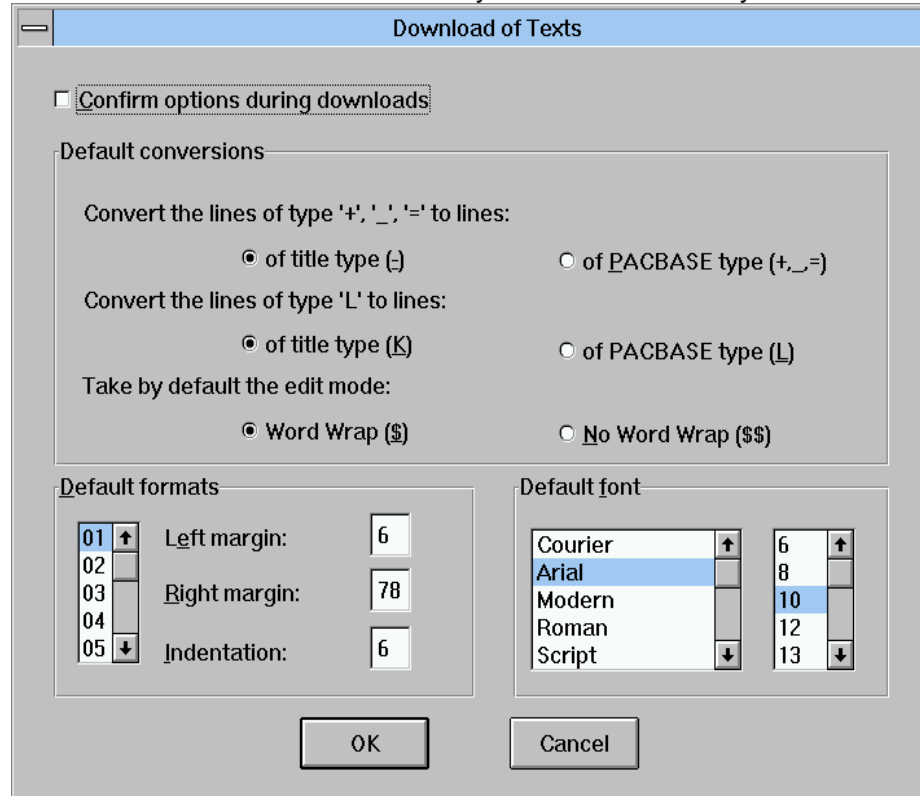 Download of Texts
Confirm options during downloads
Default conversions
Convert the lines of type '+', '_', '=' to lines:
of title type (-) of PACBASE type (+,_,=)
Convert the lines of type 'L' to lines:
of title type (K) of PACBASE type (L)
Take by default the edit mode:
Word Wrap ($) No Word Wrap ($$)
Default formats
01
02
03
04
05
Left margin: 6
Right margin: 78
Indentation: 6
Default font
Courier
Arial
Modern
Roman
Script
6
8
10
12
13
OK Cancel